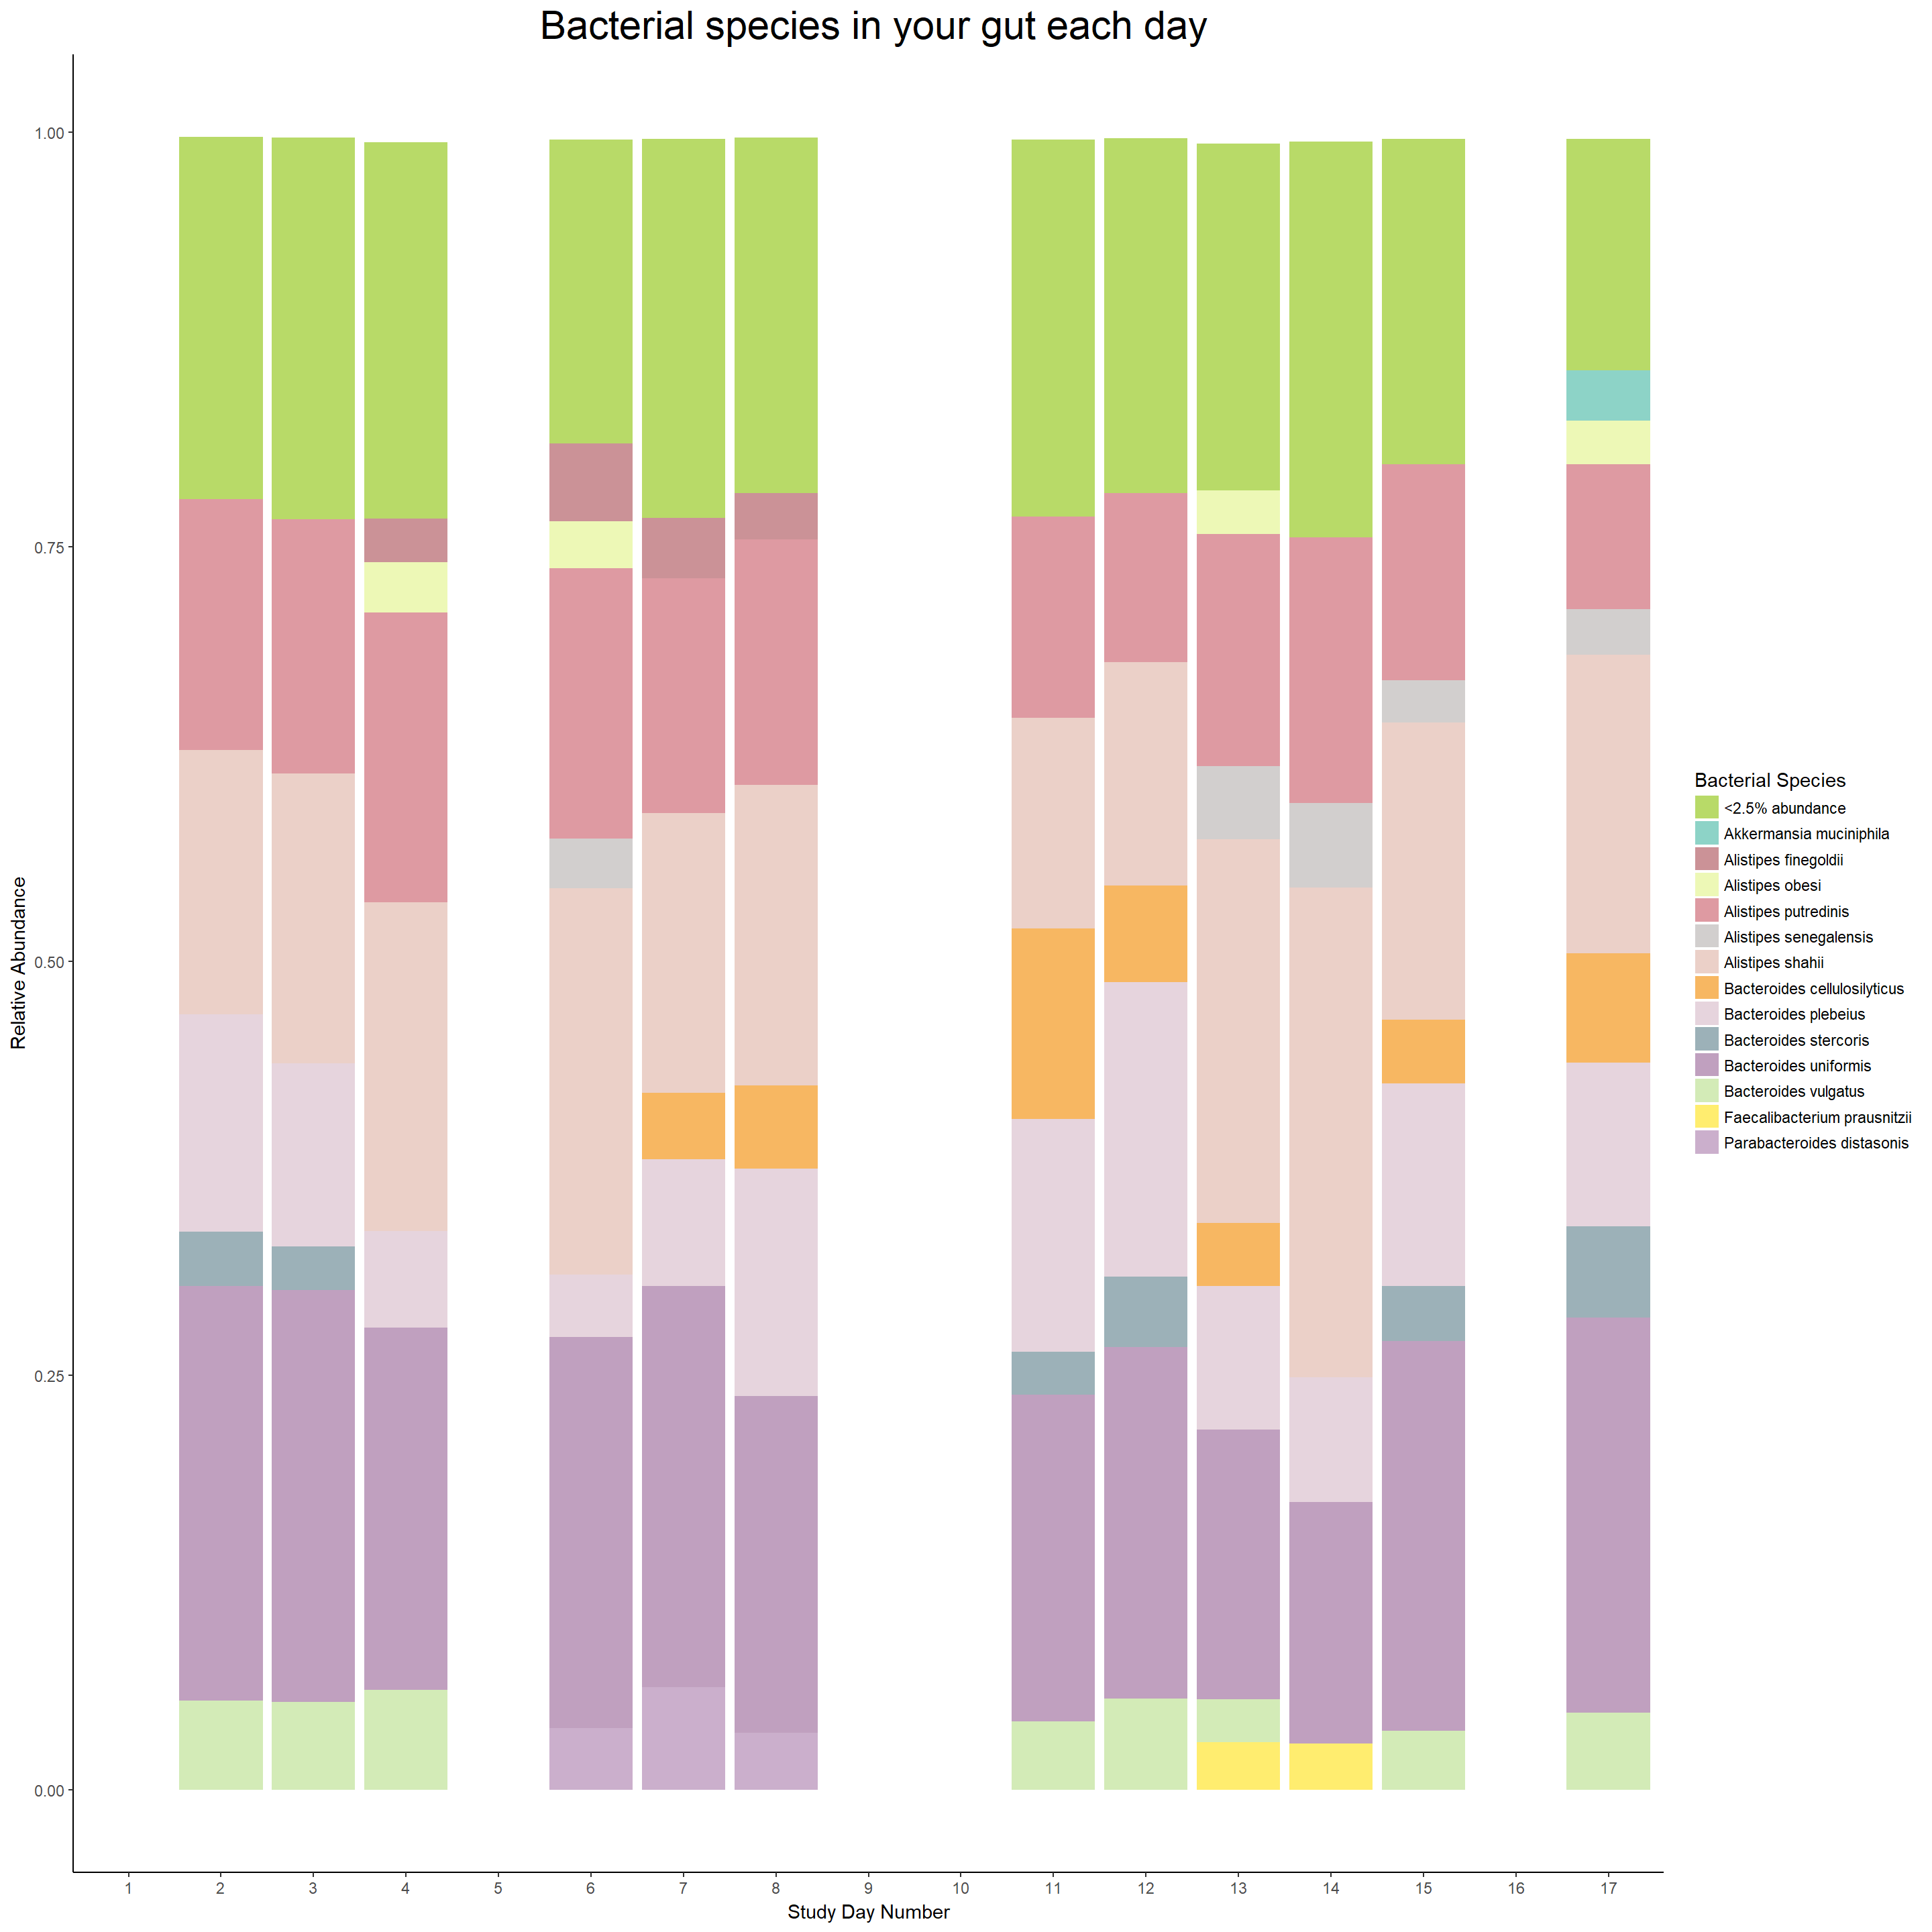 Bacterial species in your gut each day
1.00
0.75
0.50
0.25
0.00
Relative Abundance
1 2 3 4 5 6 7 8 9 10 11 12 13 14 15 16 17
Study Day Number
Bacterial Species
<2.5% abundance
Akkermansia muciniphila
Alistipes finegoldii
Alistipes obesi
Alistipes putredinis
Alistipes senegalensis
Alistipes shahii
Bacteroides cellulosilyticus
Bacteroides plebeius
Bacteroides stercoris
Bacteroides uniformis
Bacteroides vulgatus
Faecalibacterium prausnitzii
Parabacteroides distasonis